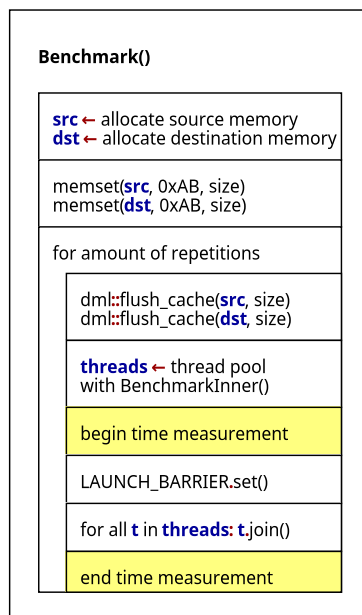 Benchmark()
src ← allocate source memory
dst ← allocate destination memory
memset(src, 0xAB, size)
memset(dst, 0xAB, size)
for amount of repetitions
dml::flush_cache(src, size)
dml::flush_cache(dst, size)
threads ← thread pool
with BenchmarkInner()
begin time measurement
LAUNCH_BARRIER.set()
for all t in threads: t.join()
end time measurement